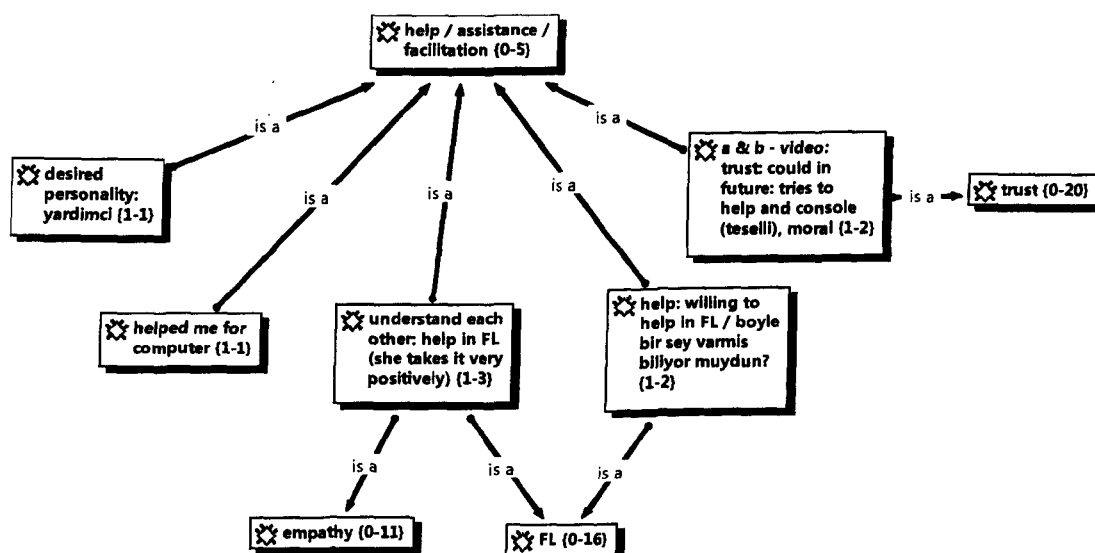 help / assistance /
facilitation {0-5}
is a
is a
desired
personality:
yardimci {1-1}
a & b - video:
trust: could in
future: tries to
help and console
(teselli), moral {1-2}
is a
trust {0-20}
is a
is a
is a
helped me for
computer {1-1}
understand each
other: help in FL
(she takes it very
positively) {1-3}
help: willing to
help in FL / boyle
bir sey varmis
biliyor muydun?
{1-2}
is a
is a
is a
empathy {0-11}
FL {0-16}